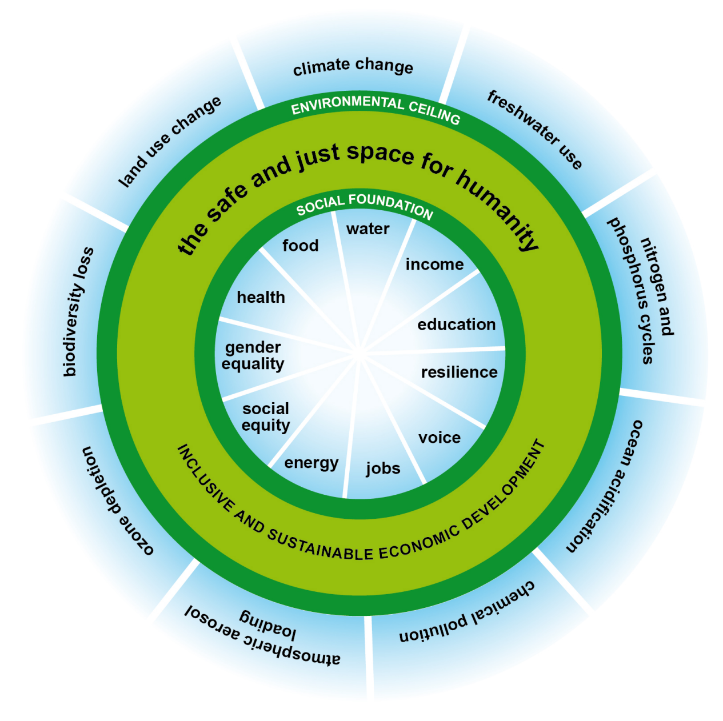 climate change
freshwater use
nitrogen and
phosphorus cycles
ocean acidification
chemical pollution
atmospheric aerosol
loading
ozone depletion
biodiversity loss
land use change
ENVIRONMENTAL CEILING
the safe and just space for humanity
SOCIAL FOUNDATION
water
income
education
resilience
voice
jobs
energy
social
equity
gender
equality
health
food
INCLUSIVE AND SUSTAINABLE ECONOMIC DEVELOPMENT